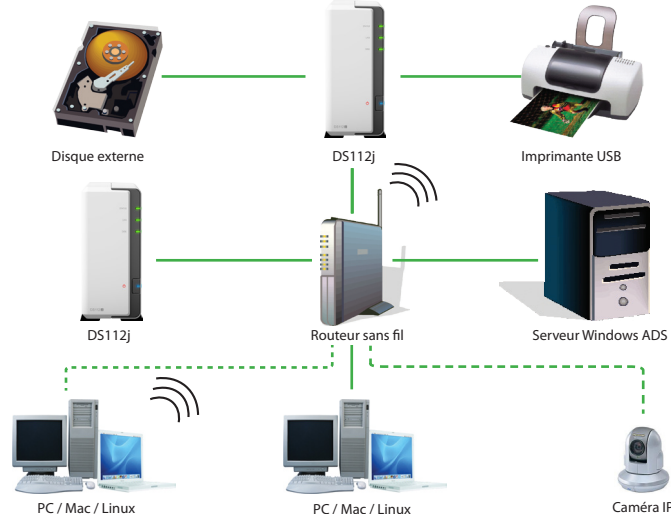 Disque externe
DS112j
Imprimante USB
DS112j
Routeur sans fil
Serveur Windows ADS
PC / Mac / Linux
PC / Mac / Linux
Caméra IP